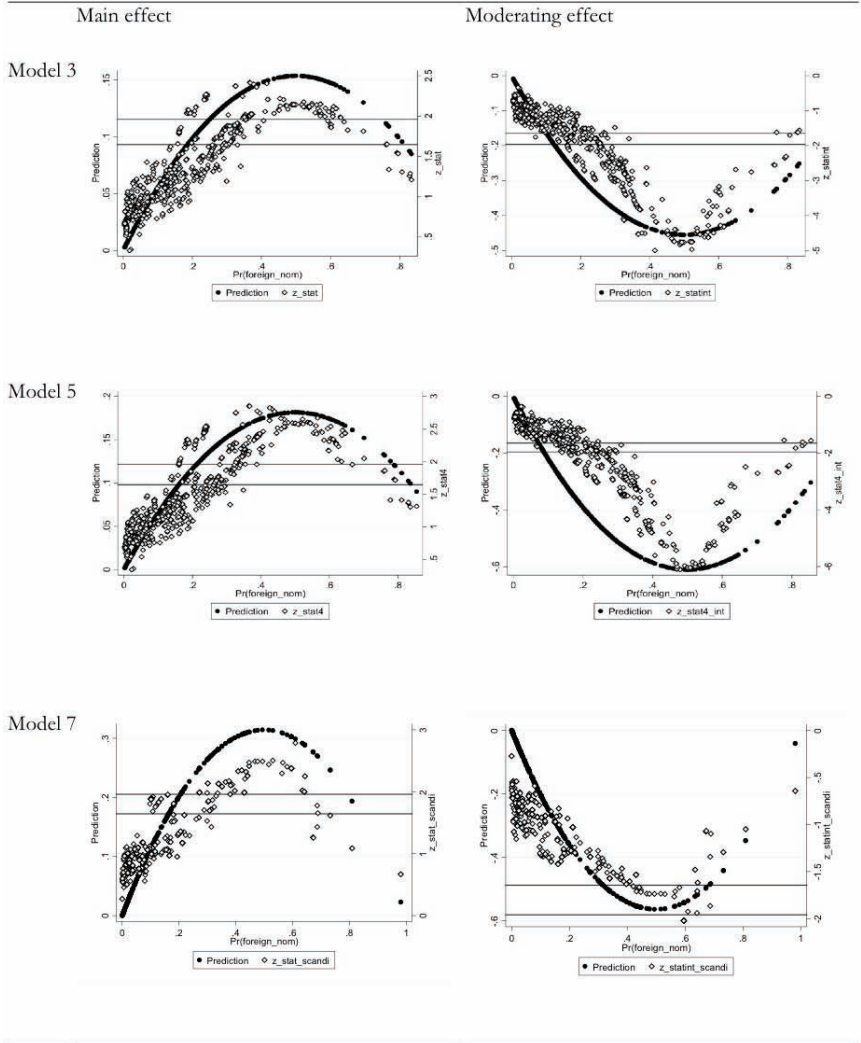 Main effect
Moderating effect
Model 3
0 .05 .1 .15
Prediction
.5 1 1.5 2 2.5
z_stat
0 .2 .4 .6 .8
Pr(foreign_nom)
Prediction z_stat
-.5 -.4 -.3 -.2 -.1 0
Prediction
-5 -4 -3 -2 -1 0
z_statint
0 .2 .4 .6 .8
Pr(foreign_nom)
Prediction z_statint
Model 5
0 .05 .1 .15 .2
Prediction
.5 1 1.5 2 2.5 3
z_stat4
0 .2 .4 .6 .8
Pr(foreign_nom)
Prediction z_stat4
-.6 -.4 -.2 0
Prediction
-6 -4 -2 0
z_stat4_int
0 .2 .4 .6 .8
Pr(foreign_nom)
Prediction z_stat4_int
Model 7
0 .1 .2 .3
Prediction
0 1 2 3
z_stat_scandi
0 .2 .4 .6 .8 1
Pr(foreign_nom)
Prediction z_stat_scandi
-.6 -.4 -.2 0
Prediction
-2 -1.5 -1 -.5 0
z_statint_scandi
0 .2 .4 .6 .8 1
Pr(foreign_nom)
Prediction z_statint_scandi